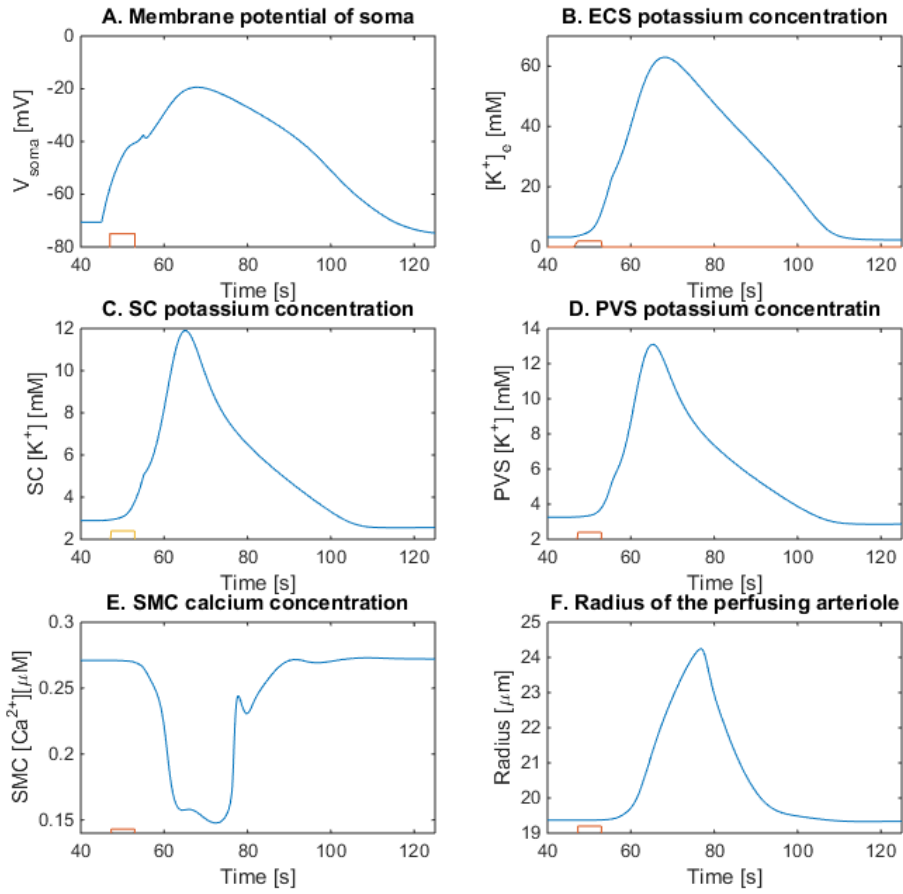 A. Membrane potential of soma
0
-20
-40
-60
-80
V_soma [mV]
40 60 80 100 120
Time [s]
B. ECS potassium concentration
60
40
20
0
[K⁺]_e [mM]
40 60 80 100 120
Time [s]
C. SC potassium concentration
12
10
8
6
4
2
SC [K⁺] [mM]
40 60 80 100 120
Time [s]
D. PVS potassium concentratin
14
12
10
8
6
4
2
PVS [K⁺] [mM]
40 60 80 100 120
Time [s]
E. SMC calcium concentration
0.3
0.25
0.2
0.15
SMC [Ca²⁺][μM]
40 60 80 100 120
Time [s]
F. Radius of the perfusing arteriole
25
24
23
22
21
20
19
Radius [μm]
40 60 80 100 120
Time [s]